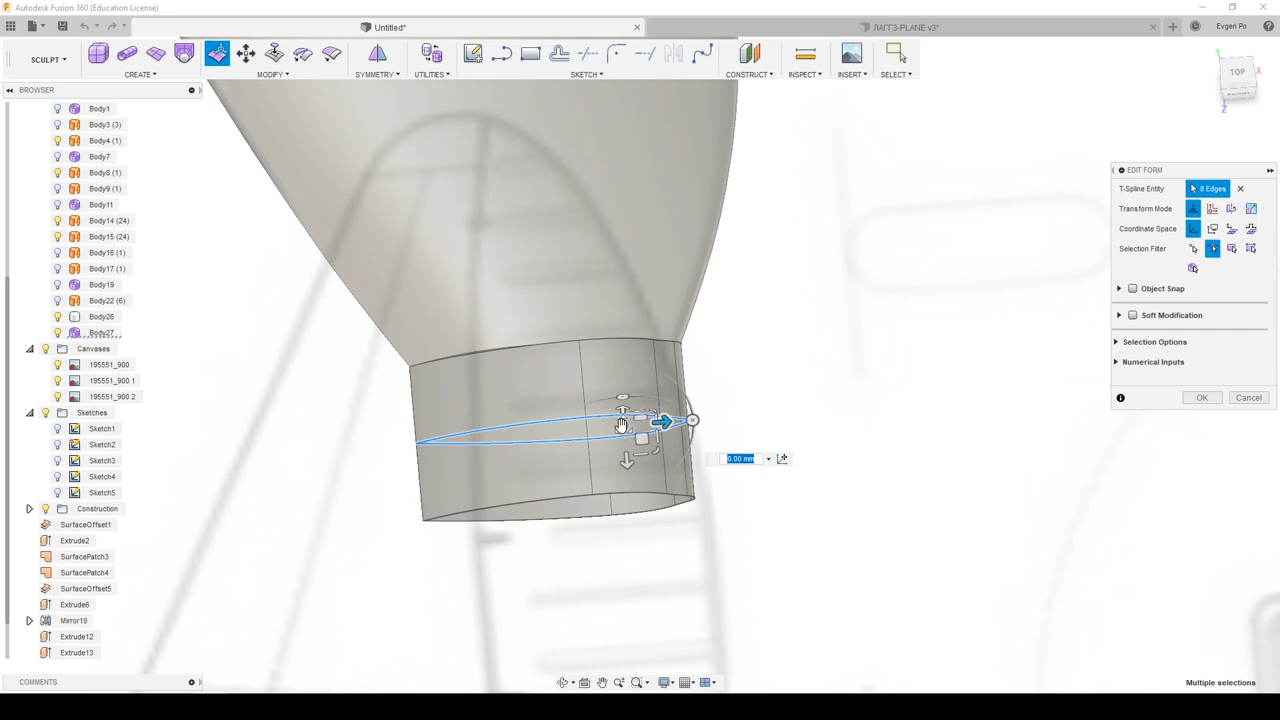 Autodesk Fusion 360 (Education License)
Untitled*
ЛАГГЗ-PLANE v3*
Evgen Po
SCULPT
CREATE
MODIFY
SYMMETRY
UTILITIES
SKETCH
CONSTRUCT
INSPECT
INSERT
SELECT
BROWSER
Body1
Body3 (3)
Body4 (1)
Body7
Body8 (1)
Body9 (1)
Body11
Body14 (24)
Body15 (24)
Body16 (1)
Body17 (1)
Body19
Body22 (6)
Body26
Body27
Canvases
195551_900
195551_900 1
195551_900 2
Sketches
Sketch1
Sketch2
Sketch3
Sketch4
Sketch5
Construction
SurfaceOffset1
Extrude2
SurfacePatch3
SurfacePatch4
SurfaceOffset5
Extrude6
Mirror10
Extrude12
Extrude13
COMMENTS
0.00 mm
Y
TOP
X
Z
EDIT FORM
T-Spline Entity
8 Edges
Transform Mode
Coordinate Space
Selection Filter
Object Snap
Soft Modification
Selection Options
Numerical Inputs
OK
Cancel
Multiple selections